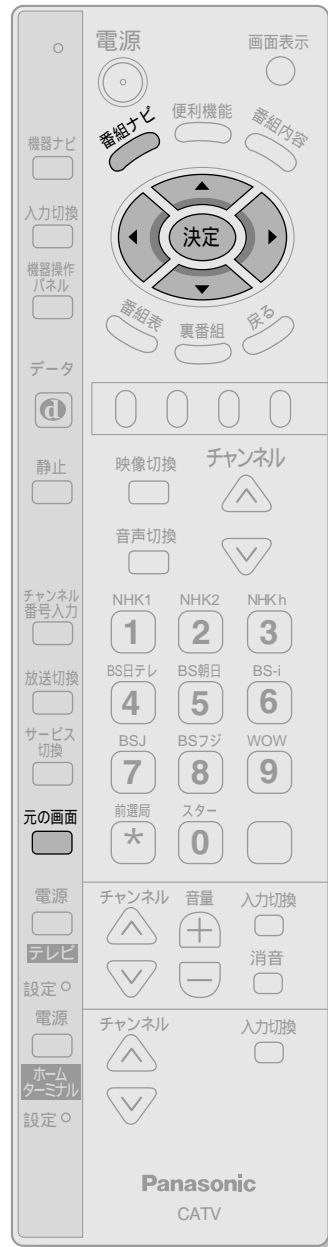 電源
画面表示
番組ナビ
便利機能
番組内容
機器ナビ
入力切換
決定
機器操作
パネル
番組表
裏番組
戻る
データ
d
静止
映像切換
チャンネル
音声切換
チャンネル
番号入力
NHK1
NHK2
NHK h
1
2
3
放送切換
BS日テレ
BS朝日
BS-i
4
5
6
サービス
切換
BSJ
BSフジ
WOW
7
8
9
元の画面
前選局
スター
*
0
電源
テレビ
設定
チャンネル
音量
入力切換
+
消音
−
電源
ホーム
ターミナル
設定
チャンネル
入力切換
Panasonic
CATV